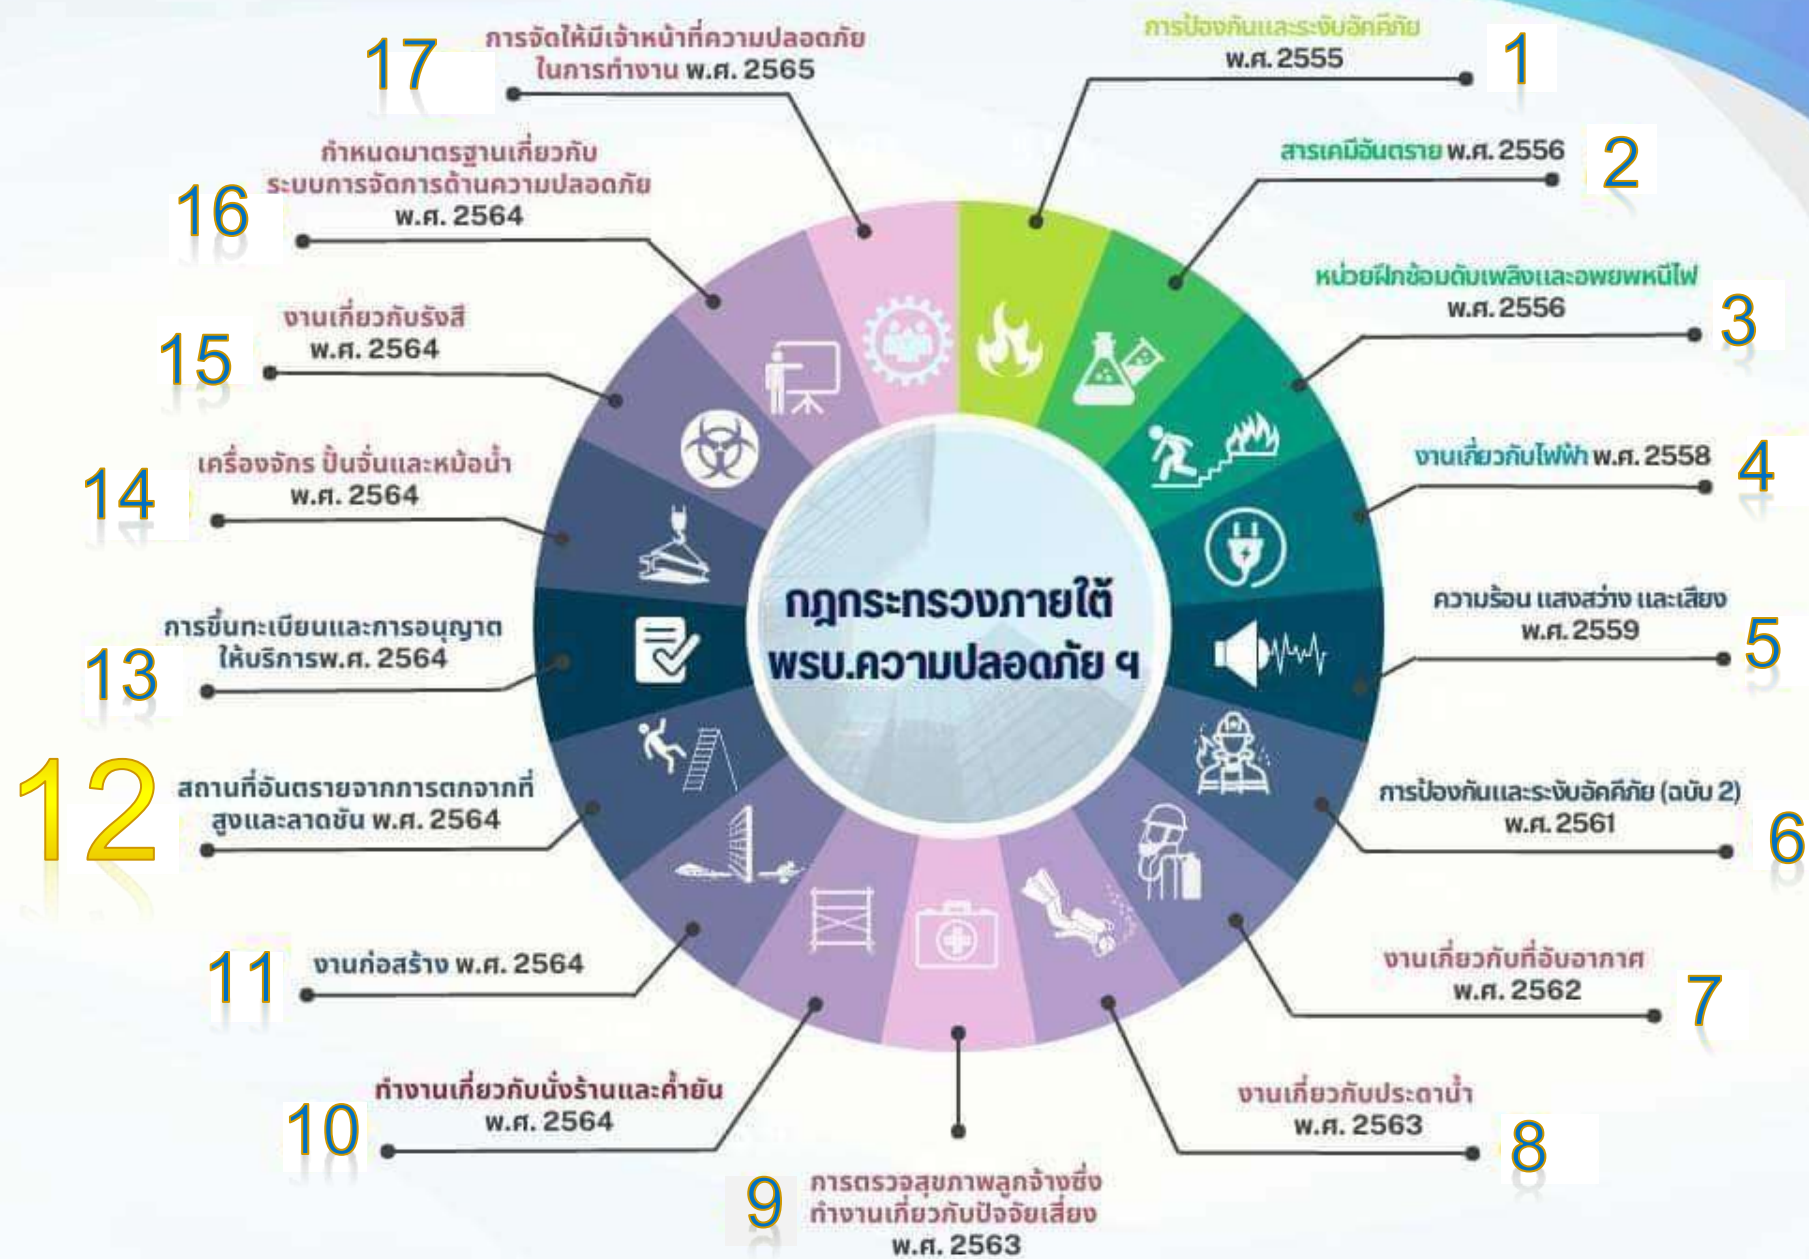 กฎกระทรวงภายใต้
พรบ.ความปลอดภัย ฯ
1
การป้องกันและระงับอัคคีภัย
พ.ศ. 2555
2
สารเคมีอันตราย พ.ศ. 2556
3
หน่วยฝึกซ้อมดับเพลิงและอพยพหนีไฟ
พ.ศ. 2556
4
งานเกี่ยวกับไฟฟ้า พ.ศ. 2558
5
ความร้อน แสงสว่าง และเสียง
พ.ศ. 2559
6
การป้องกันและระงับอัคคีภัย (ฉบับ 2)
พ.ศ. 2561
7
งานเกี่ยวกับที่อับอากาศ
พ.ศ. 2562
8
งานเกี่ยวกับประดาน้ำ
พ.ศ. 2563
9
การตรวจสุขภาพลูกจ้างซึ่ง
ทำงานเกี่ยวกับปัจจัยเสี่ยง
พ.ศ. 2563
10
ทำงานเกี่ยวกับนั่งร้านและค้ำยัน
พ.ศ. 2564
11
งานก่อสร้าง พ.ศ. 2564
12
สถานที่อันตรายจากการตกจากที่
สูงและลาดชัน พ.ศ. 2564
13
การขึ้นทะเบียนและการอนุญาต
ให้บริการพ.ศ. 2564
14
เครื่องจักร ปั้นจั่นและหม้อน้ำ
พ.ศ. 2564
15
งานเกี่ยวกับรังสี
พ.ศ. 2564
16
กำหนดมาตรฐานเกี่ยวกับ
ระบบการจัดการด้านความปลอดภัย
พ.ศ. 2564
17
การจัดให้มีเจ้าหน้าที่ความปลอดภัย
ในการทำงาน พ.ศ. 2565